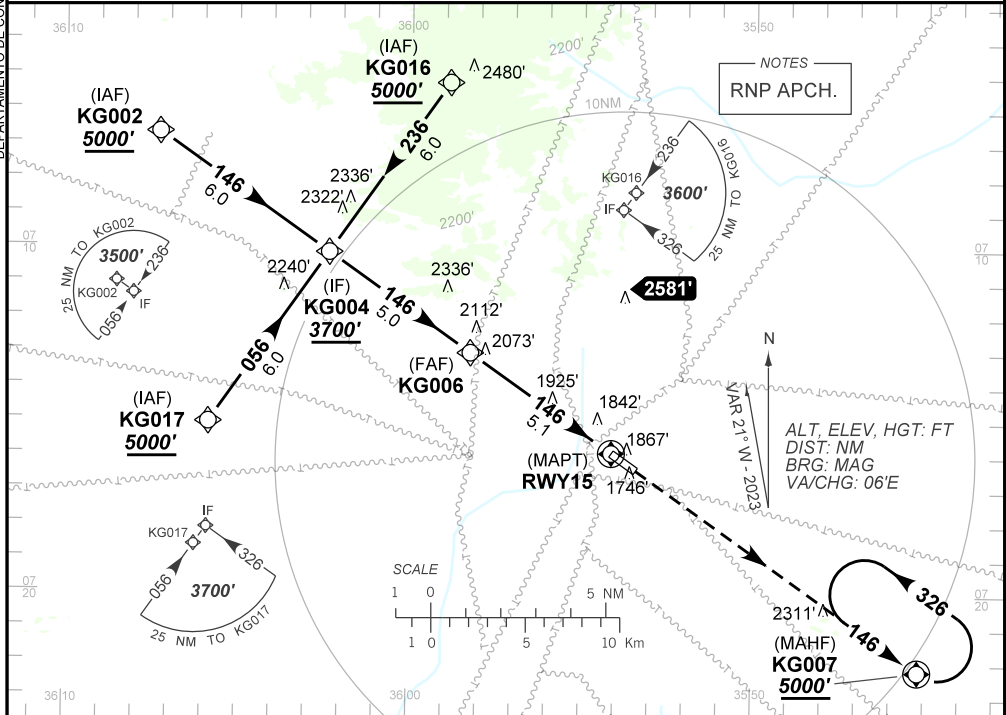 DEPARTAMENTO DE CON
36 10
36 00
35 50
(IAF)
KG016
5000'
2480'
2200'
NOTES
RNP APCH.
(IAF)
KG002
5000'
10NM
236
6.0
146
6.0
2336'
2322'
2200'
236
KG016
IF
3600'
326
25 NM TO KG016
07
10
07
10
25 NM TO KG002
3500'
KG002
IF
236
056
2240'
(IF)
KG004
3700'
146
5.0
2336'
2581'
2112'
2073'
(FAF)
KG006
056
6.0
(IAF)
KG017
5000'
1925'
146
5.1
1842'
1867'
(MAPT)
RWY15
1746'
N
VAR 21° W - 2023
ALT, ELEV, HGT: FT
DIST: NM
BRG: MAG
VA/CHG: 06'E
IF
KG017
056
326
3700'
25 NM TO KG017
SCALE
1 0 5 NM
1 0 5 10 Km
07
20
07
20
326
2311'
146
(MAHF)
KG007
5000'
36 10
36 00
35 50